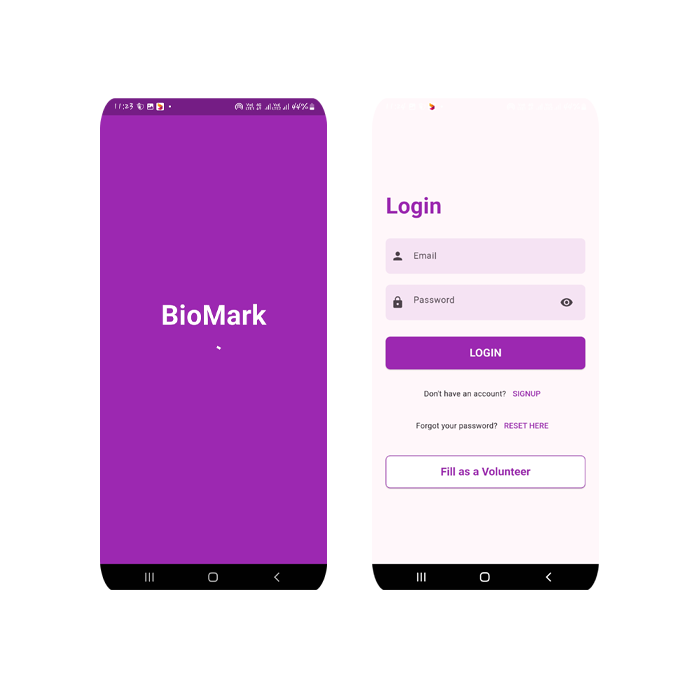 11:23
44%
BioMark
Login
Email
Password
LOGIN
Don't have an account? SIGNUP
Forgot your password? RESET HERE
Fill as a Volunteer